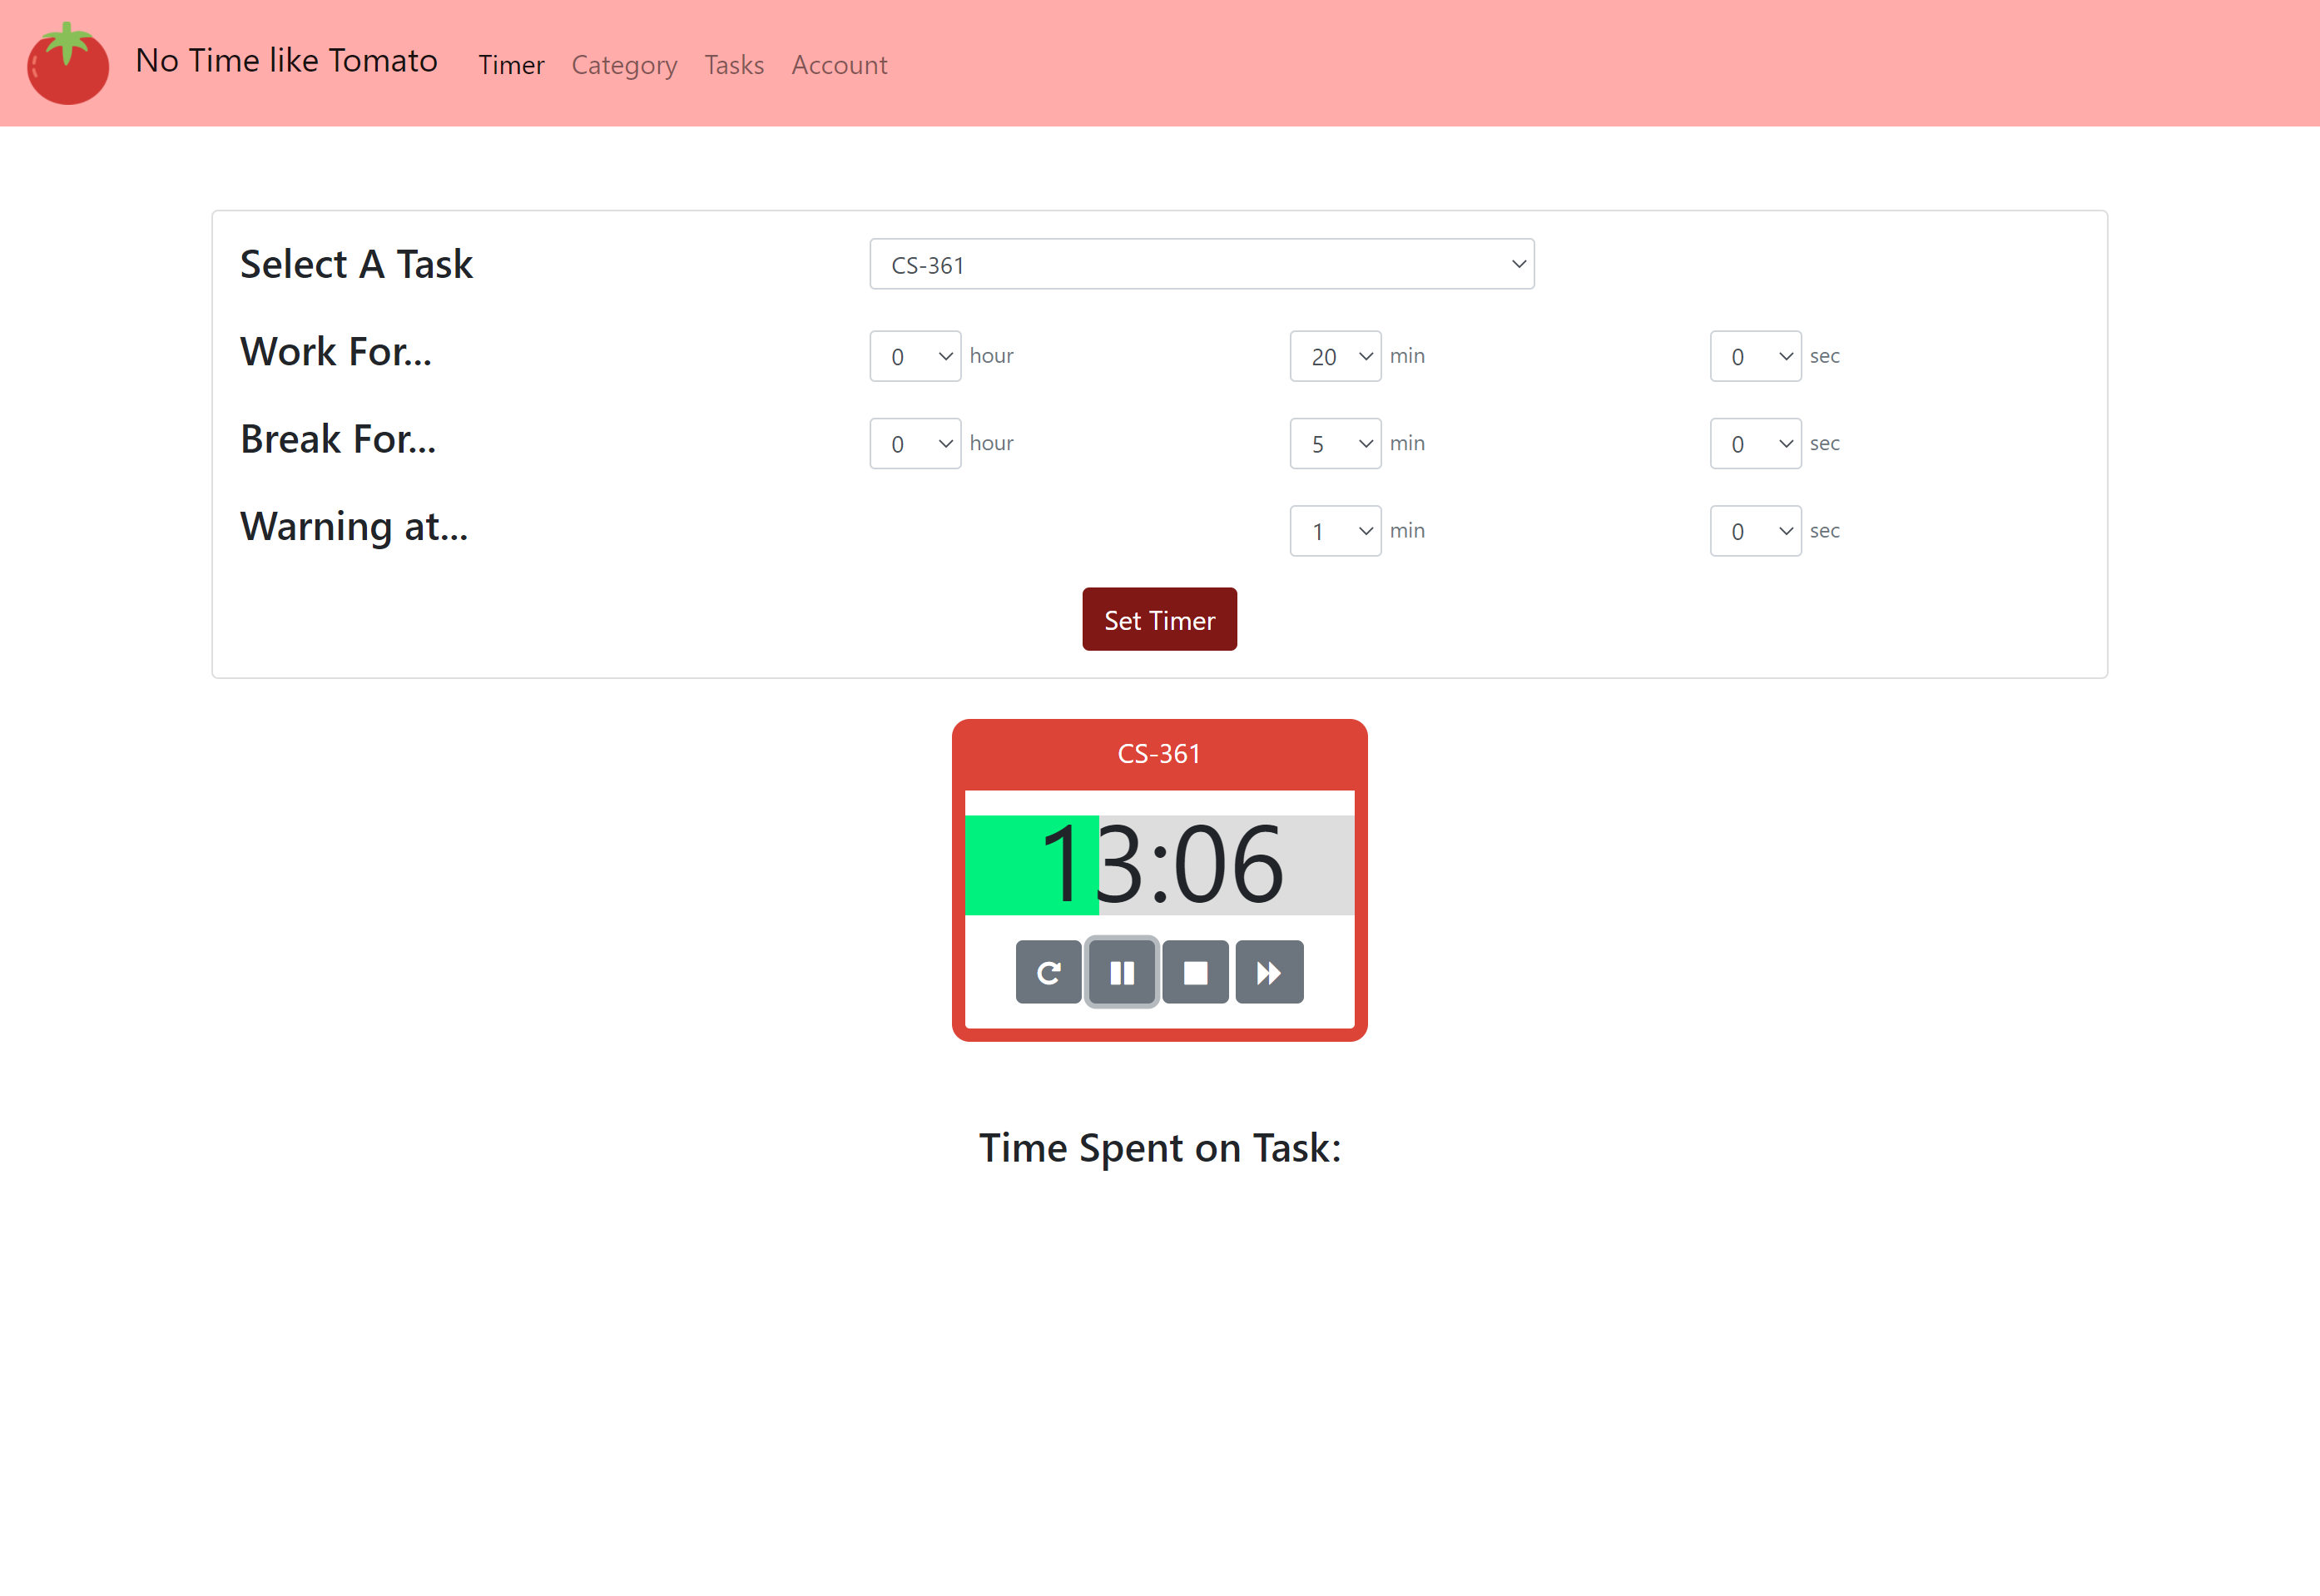 No Time like Tomato Timer Category Tasks Account
Select A Task CS-361
Work For... 0 hour 20 min 0 sec
Break For... 0 hour 5 min 0 sec
Warning at... 1 min 0 sec
Set Timer
CS-361
13:06
Time Spent on Task: